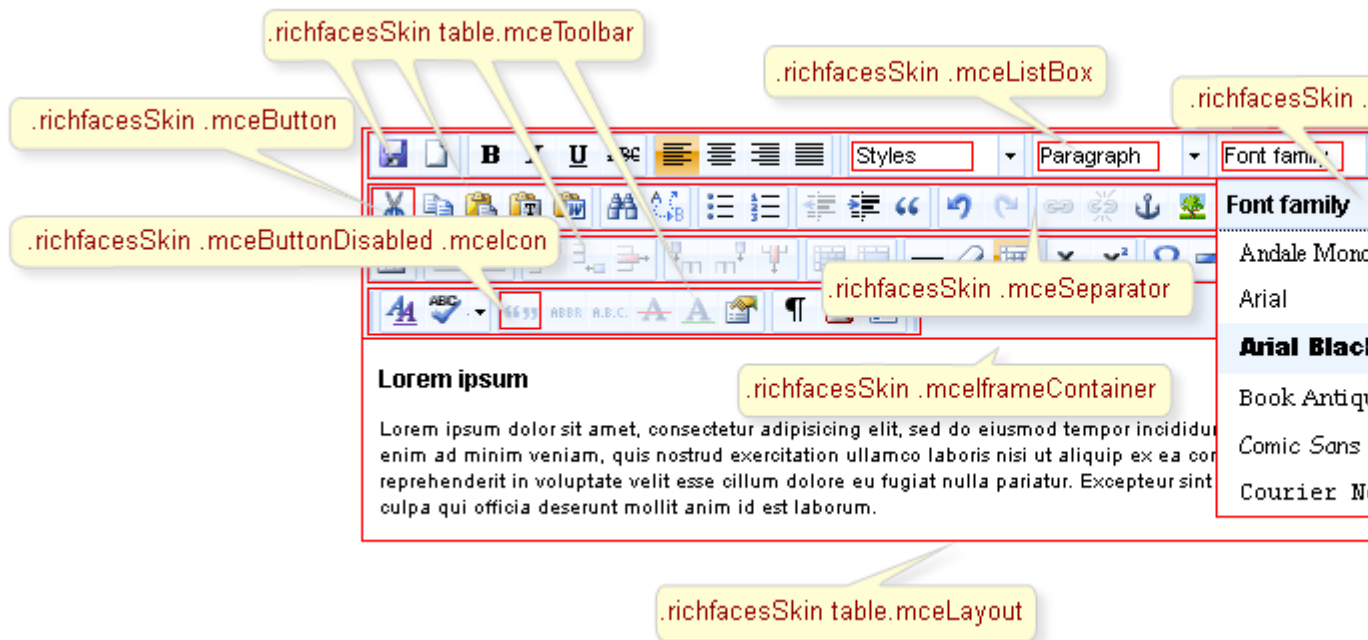 .richfacesSkin table.mceToolbar
.richfacesSkin .mceListBox
.richfacesSkin .
.richfacesSkin .mceButton
B I U ABC Styles Paragraph Font family
Font family
.richfacesSkin .mceButtonDisabled .mceIcon
Andale Mono
.richfacesSkin .mceSeparator
Arial
ABC ABBR A.B.C. A A
Arial Black
Lorem ipsum
.richfacesSkin .mceIframeContainer
Book Antiqu
Lorem ipsum dolor sit amet, consectetur adipisicing elit, sed do eiusmod tempor incididu
enim ad minim veniam, quis nostrud exercitation ullamco laboris nisi ut aliquip ex ea cor
Comic Sans
reprehenderit in voluptate velit esse cillum dolore eu fugiat nulla pariatur. Excepteur sint
Courier
culpa qui officia deserunt mollit anim id est laborum.
.richfacesSkin table.mceLayout